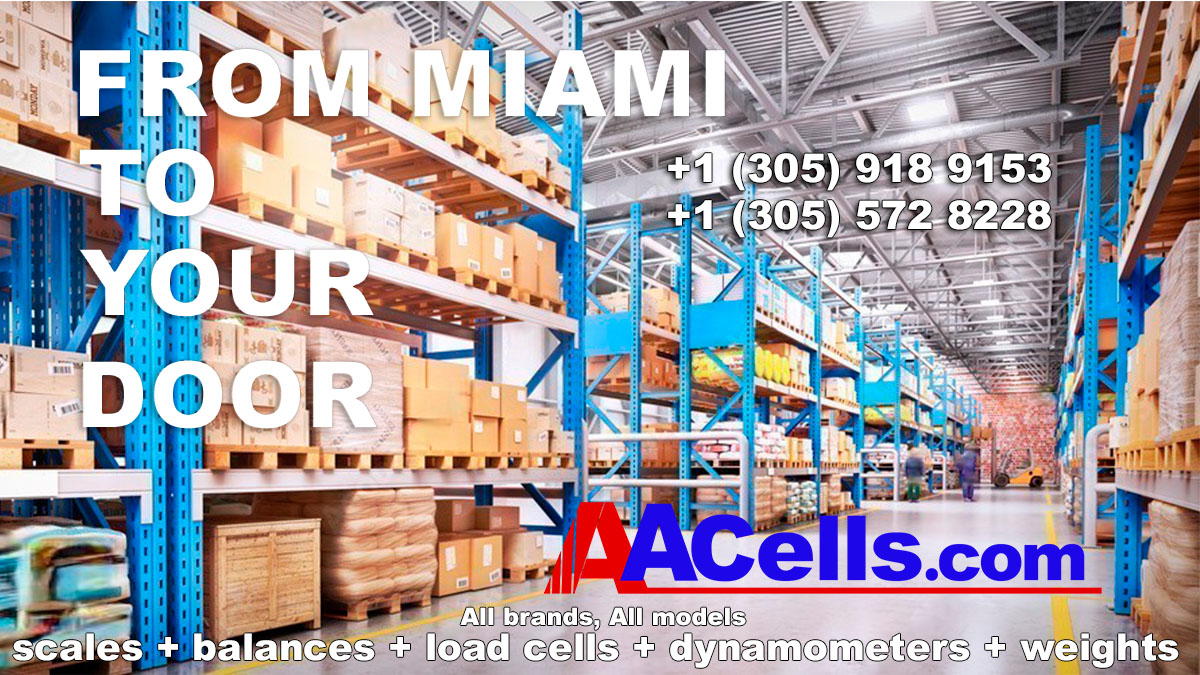 FROM MIAMI
TO
YOUR
DOOR
+1 (305) 918 9153
+1 (305) 572 8228
AACells.com
All brands, All models
scales + balances + load cells + dynamometers + weights
MONDAY